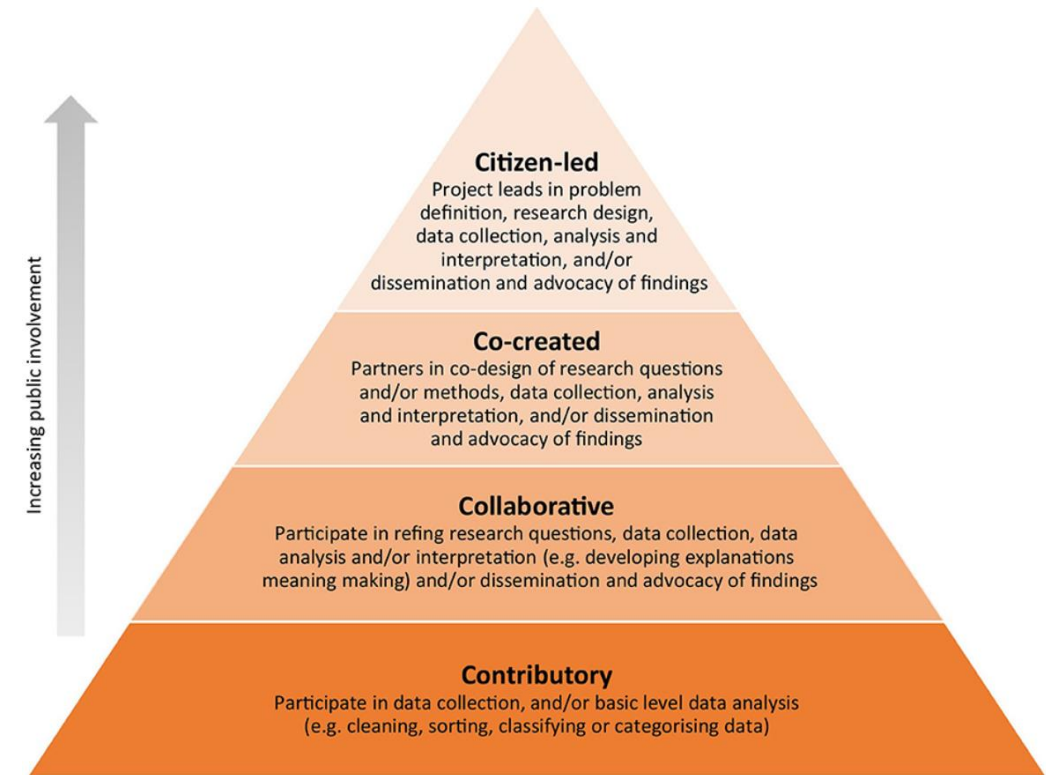 Citizen-led
Project leads in problem
definition, research design,
data collection, analysis and
interpretation, and/or
dissemination and advocacy of findings
Co-created
Partners in co-design of research questions
and/or methods, data collection, analysis
and interpretation, and/or dissemination
and advocacy of findings
Collaborative
Participate in refing research questions, data collection, data
analysis and/or interpretation (e.g. developing explanations
meaning making) and/or dissemination and advocacy of findings
Contributory
Participate in data collection, and/or basic level data analysis
(e.g. cleaning, sorting, classifying or categorising data)
Increasing public involvement